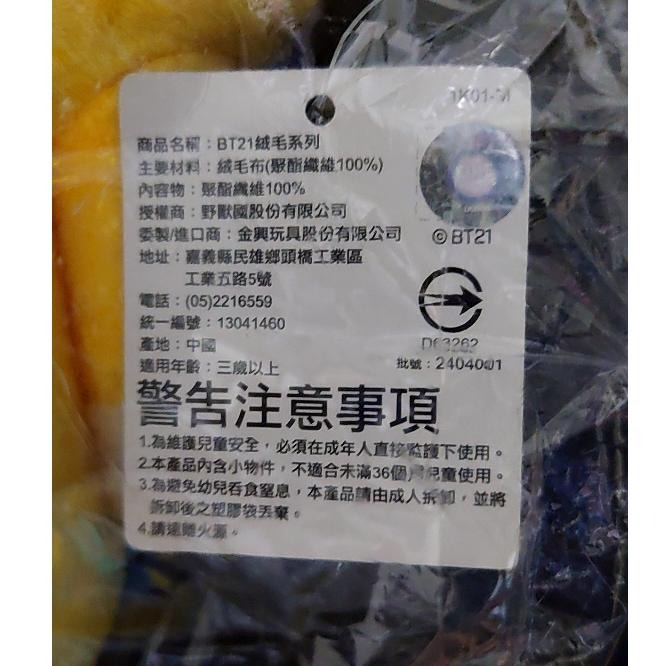 1K01-M
商品名稱：BT21絨毛系列
主要材料：絨毛布(聚酯纖維100%)
內容物：聚酯纖維100%
授權商：野獸國股份有限公司
委製/進口商：金興玩具股份有限公司
©BT21
地址：嘉義縣民雄鄉頭橋工業區
工業五路5號
電話：(05)2216559
統一編號：13041460
產地：中國
D63262
適用年齡：三歲以上
批號：2404001
警告注意事項
1.為維護兒童安全，必須在成年人直接監護下使用。
2.本產品內含小物件，不適合未滿36個月兒童使用。
3.為避免幼兒吞食窒息，本產品請由成人拆卸，並將
拆卸後之塑膠袋丟棄。
4.請遠離火源。